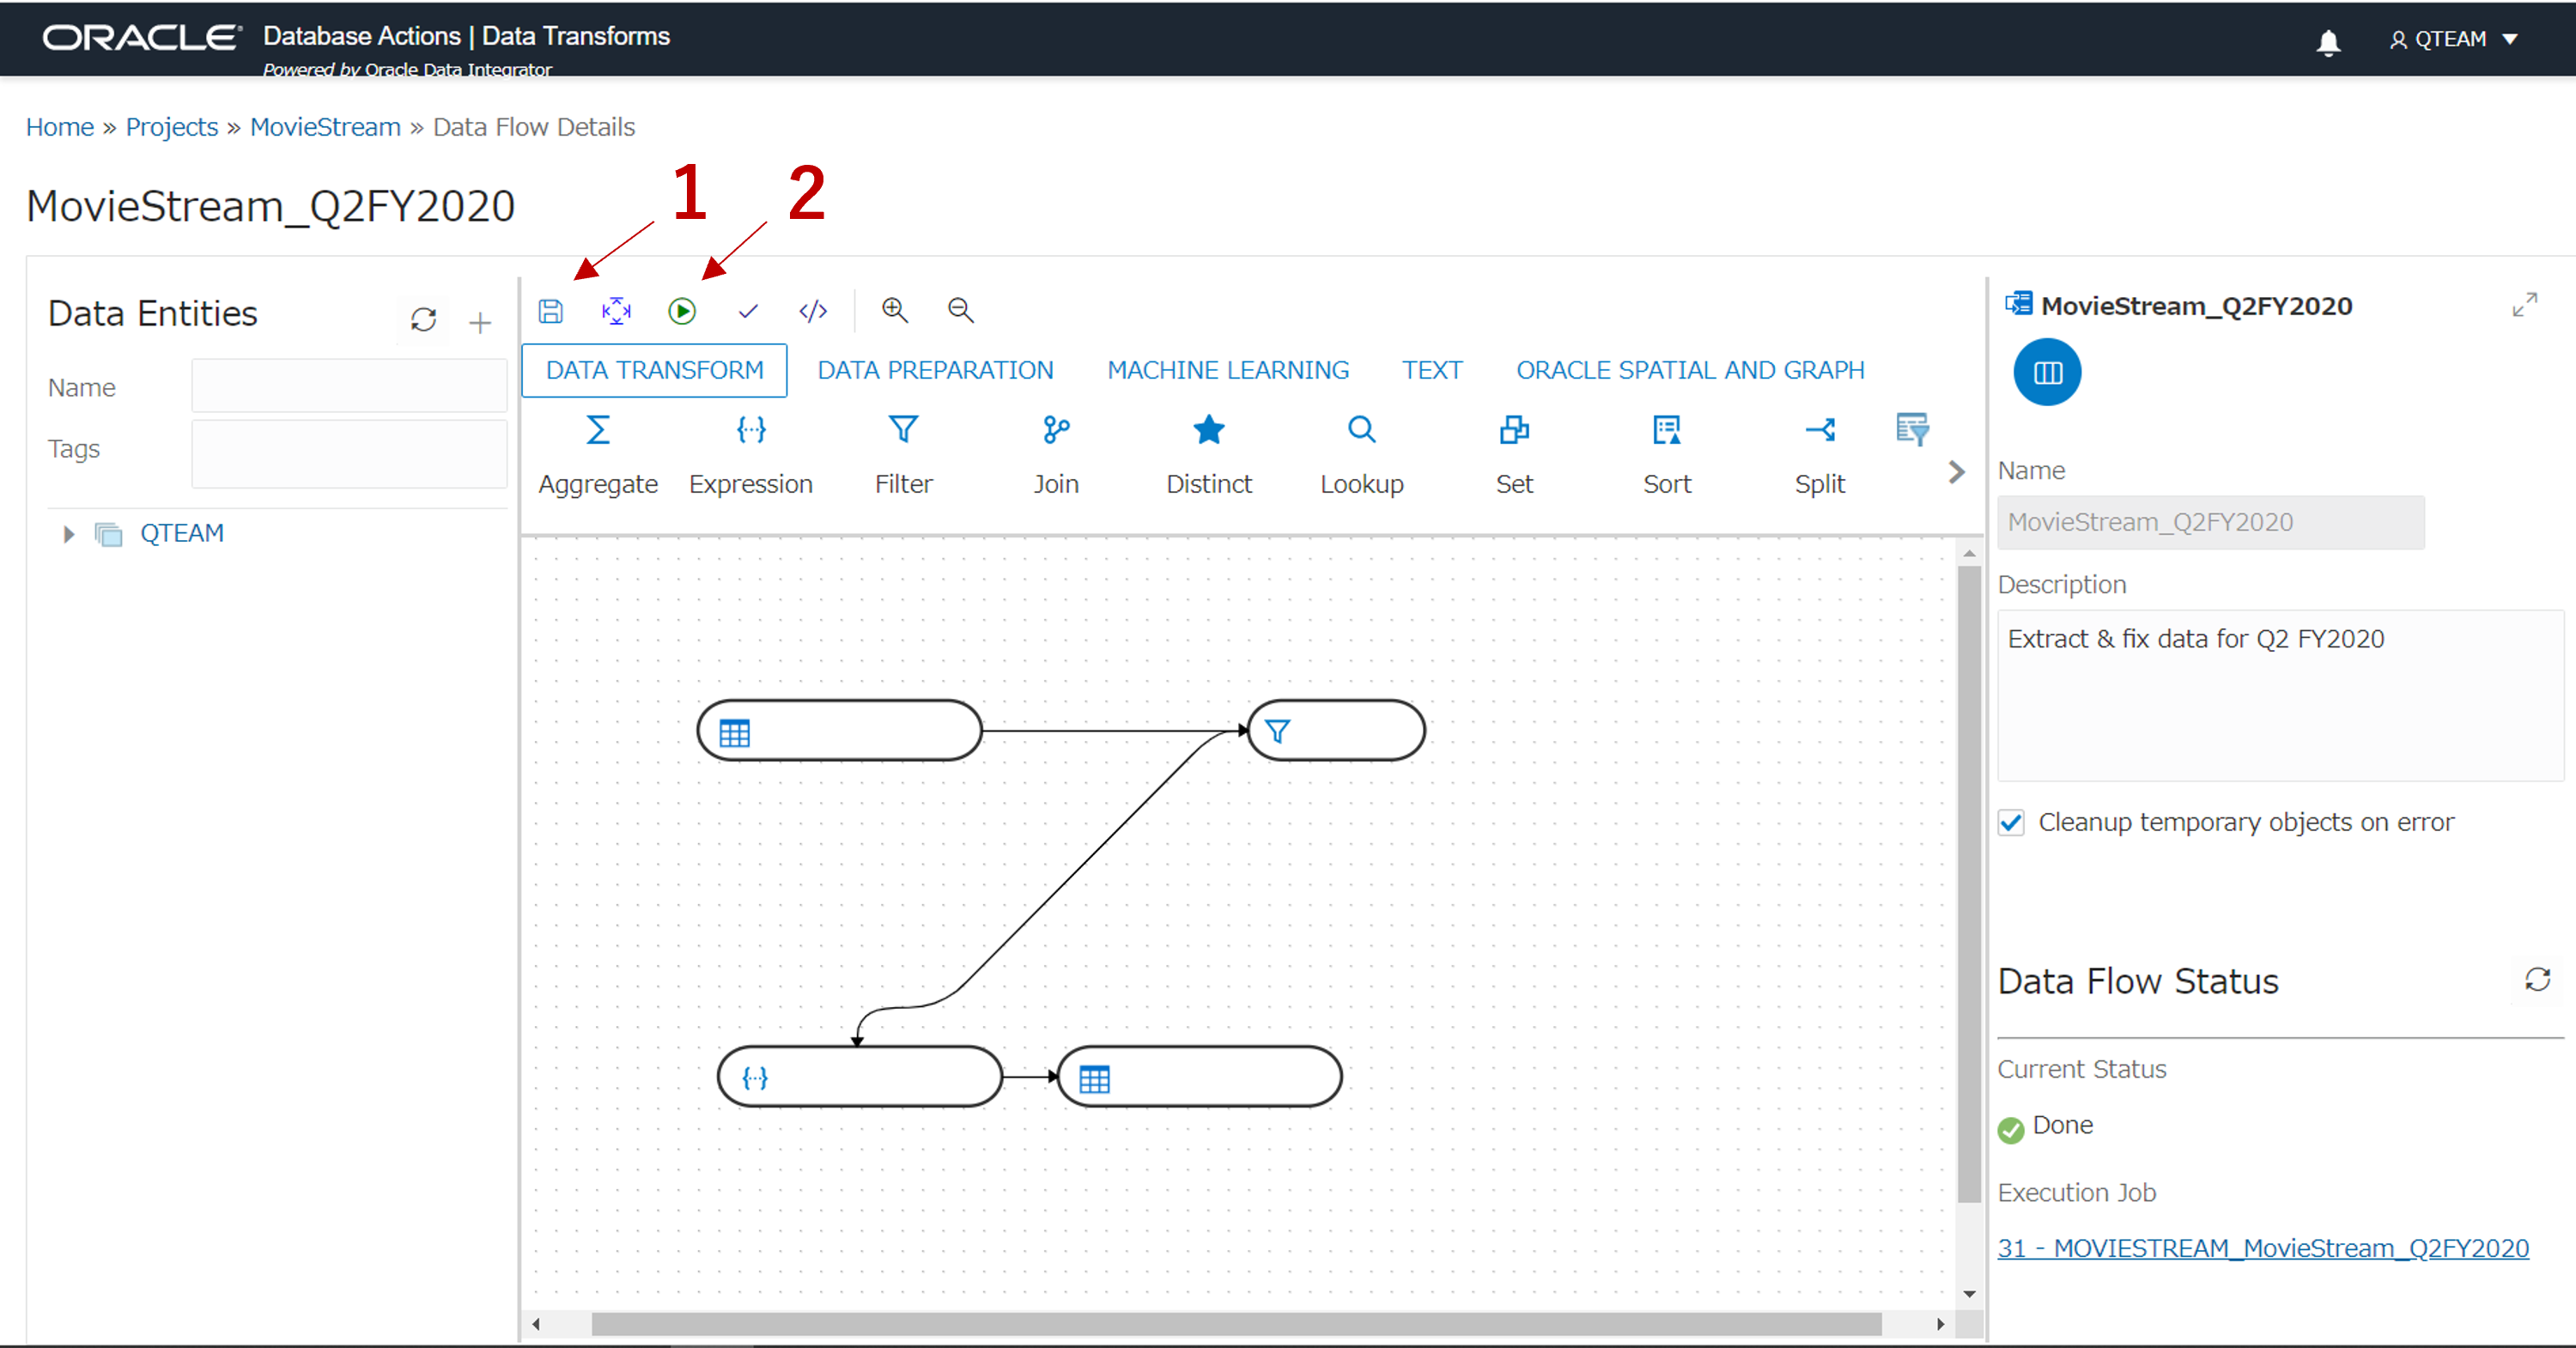 ORACLE Database Actions | Data Transforms
Powered by Oracle Data Integrator
QTEAM
Home » Projects » MovieStream » Data Flow Details
1 2
MovieStream_Q2FY2020
Data Entities
Name
Tags
QTEAM
DATA TRANSFORM DATA PREPARATION MACHINE LEARNING TEXT ORACLE SPATIAL AND GRAPH
Aggregate Expression Filter Join Distinct Lookup Set Sort Split
MovieStream_Q2FY2020
Name
MovieStream_Q2FY2020
Description
Extract & fix data for Q2 FY2020
Cleanup temporary objects on error
Data Flow Status
Current Status
Done
Execution Job
31 - MOVIESTREAM_MovieStream_Q2FY2020